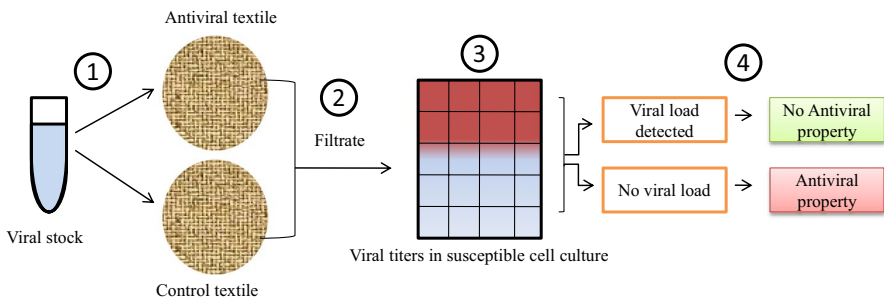 Antiviral textile
1
2
3
4
Filtrate
Viral stock
Control textile
Viral titers in susceptible cell culture
Viral load
detected
No Antiviral
property
No viral load
Antiviral
property